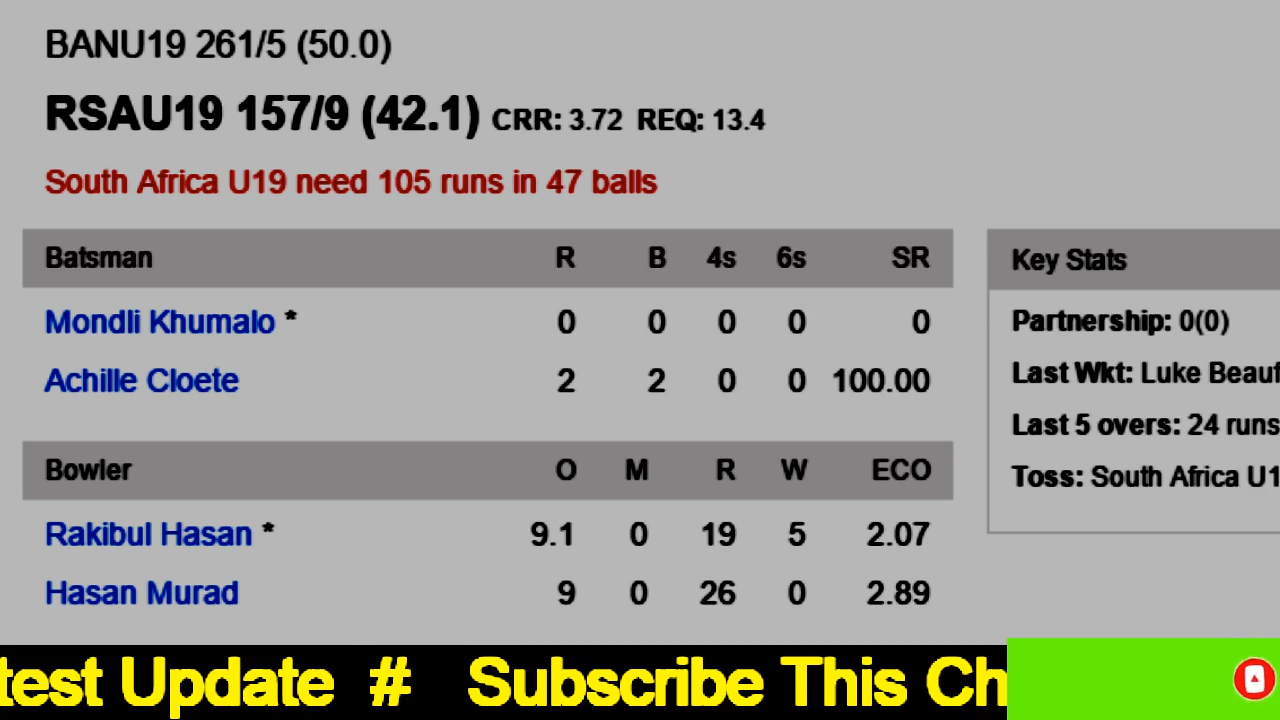 BANU19 261/5 (50.0)
RSAU19 157/9 (42.1) CRR: 3.72 REQ: 13.4
South Africa U19 need 105 runs in 47 balls
Batsman R B 4s 6s SR
Mondli Khumalo * 0 0 0 0 0
Achille Cloete 2 2 0 0 100.00
Bowler O M R W ECO
Rakibul Hasan * 9.1 0 19 5 2.07
Hasan Murad 9 0 26 0 2.89
Key Stats
Partnership: 0(0)
Last Wkt: Luke Beauf
Last 5 overs: 24 runs
Toss: South Africa U1
test Update # Subscribe This Ch